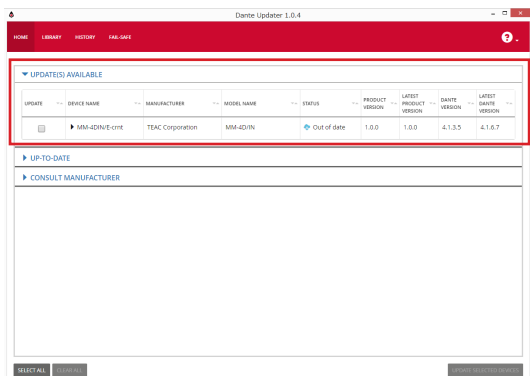 Dante Updater 1.0.4
HOME LIBRARY HISTORY FAIL-SAFE
UPDATE(S) AVAILABLE
UPDATE DEVICE NAME MANUFACTURER MODEL NAME STATUS PRODUCT VERSION LATEST PRODUCT VERSION DANTE VERSION LATEST DANTE VERSION
MM-4DIN/E-crnt TEAC Corporation MM-4D/IN Out of date 1.0.0 1.0.0 4.1.3.5 4.1.6.7
UP-TO-DATE
CONSULT MANUFACTURER
SELECT ALL CLEAR ALL UPDATE SELECTED DEVICES